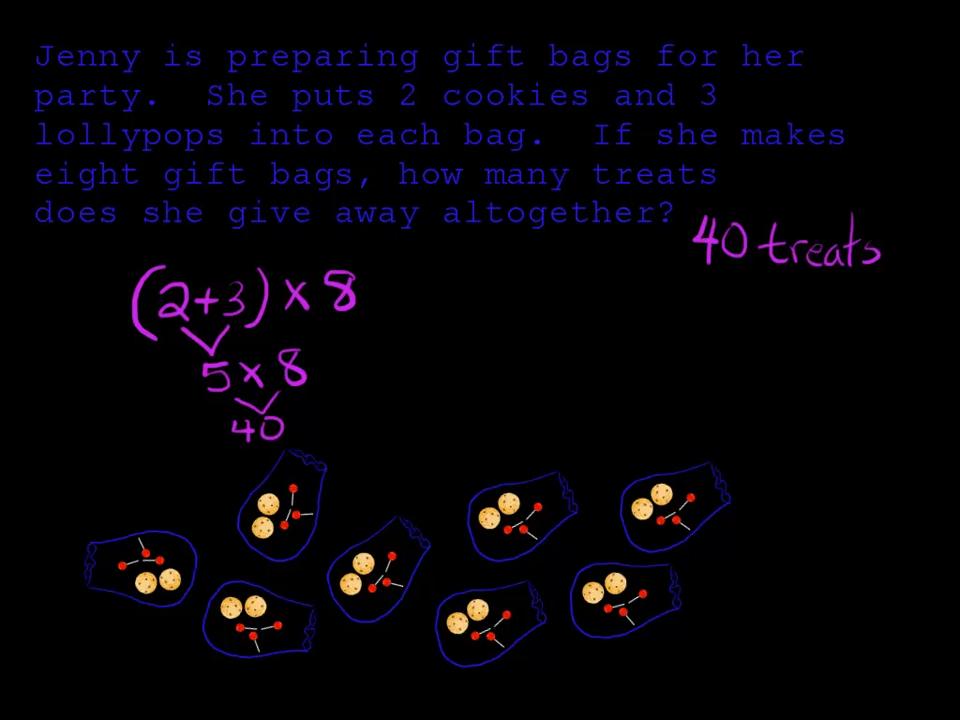 Jenny is preparing gift bags for her
party. She puts 2 cookies and 3
lollypops into each bag. If she makes
eight gift bags, how many treats
does she give away altogether?
40 treats
(2+3) x 8
5 x 8
40